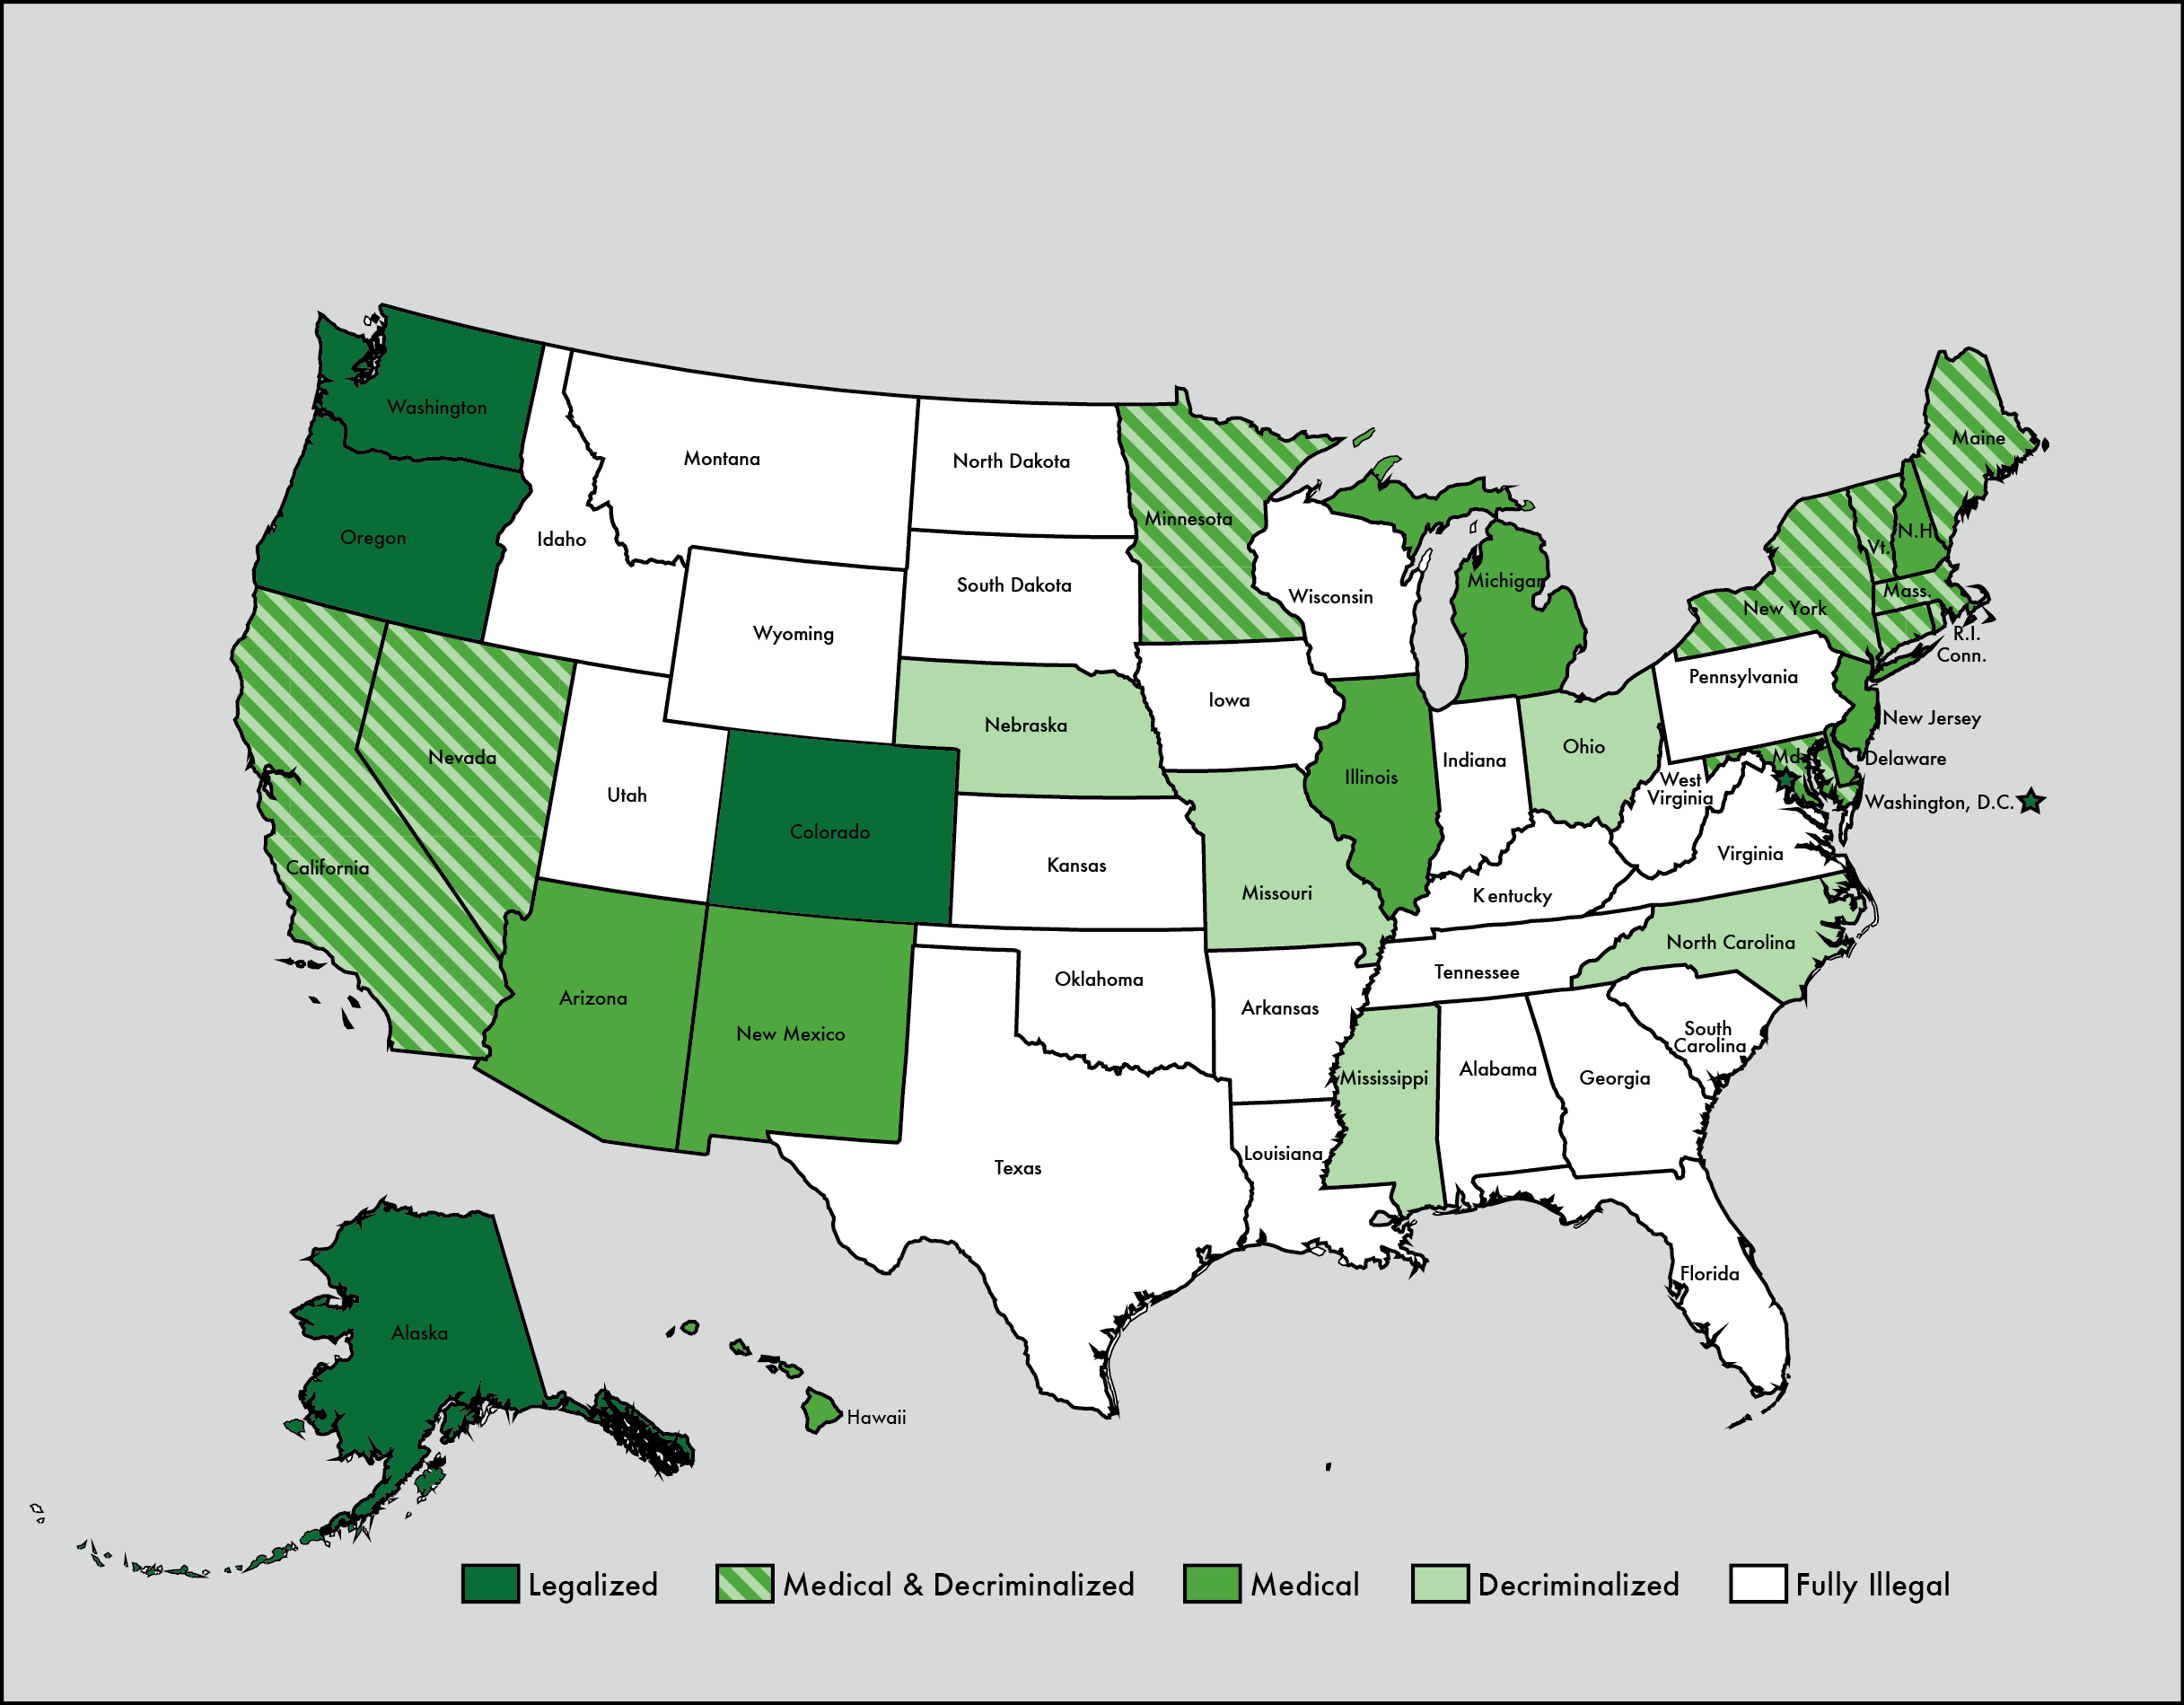 Washington
Maine
Montana
North Dakota
Minnesota
N.H.
Oregon
Idaho
Vt.
Michigan
South Dakota
Mass.
Wisconsin
New York
Wyoming
R.I.
Conn.
Pennsylvania
Iowa
New Jersey
Nebraska
Ohio
Nevada
Md.
Delaware
Indiana
Illinois
West
Virginia
Utah
Washington, D.C.
Colorado
Virginia
Kansas
California
Missouri
Kentucky
North Carolina
Tennessee
Oklahoma
Arizona
Arkansas
New Mexico
South
Carolina
Alabama
Mississippi
Georgia
Louisiana
Texas
Florida
Alaska
Hawaii
Legalized
Medical & Decriminalized
Medical
Decriminalized
Fully Illegal